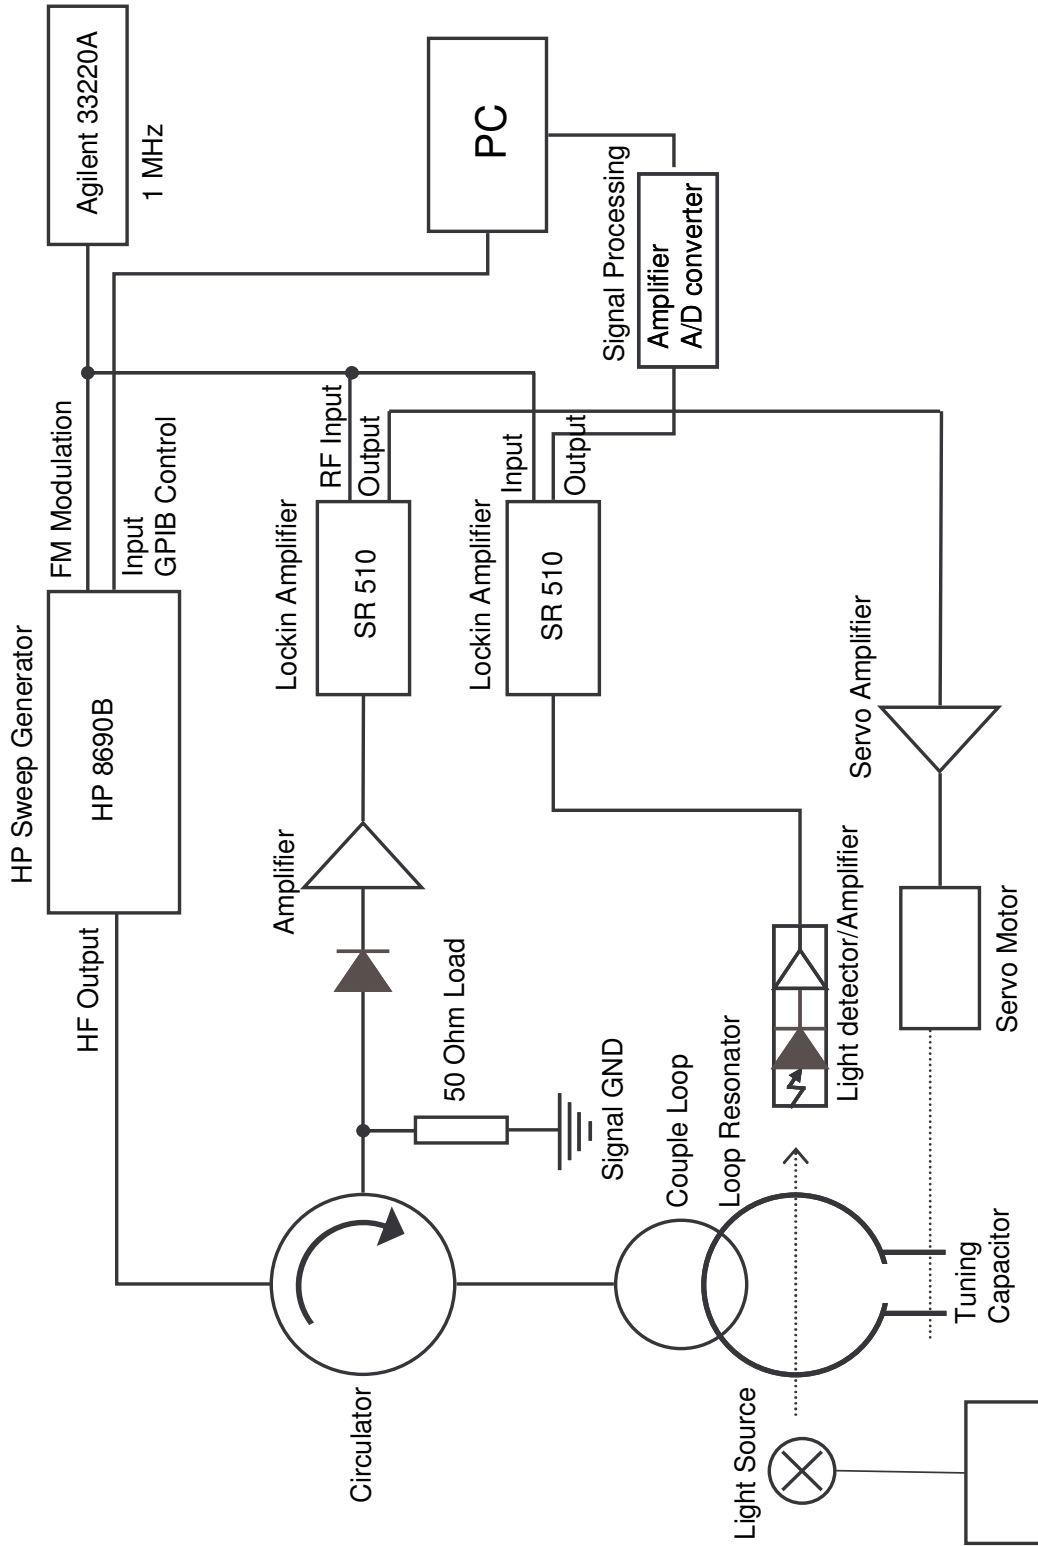 HP Sweep Generator
HP 8690B
HF Output
FM Modulation
Input
GPIB Control
Agilent 33220A
1 MHz
Circulator
Amplifier
50 Ohm Load
Signal GND
Lockin Amplifier
SR 510
RF Input
Output
Lockin Amplifier
SR 510
Input
Output
PC
Signal Processing
Amplifier
A/D converter
Couple Loop
Loop Resonator
Light Source
Light detector/Amplifier
Servo Amplifier
Servo Motor
Tuning
Capacitor